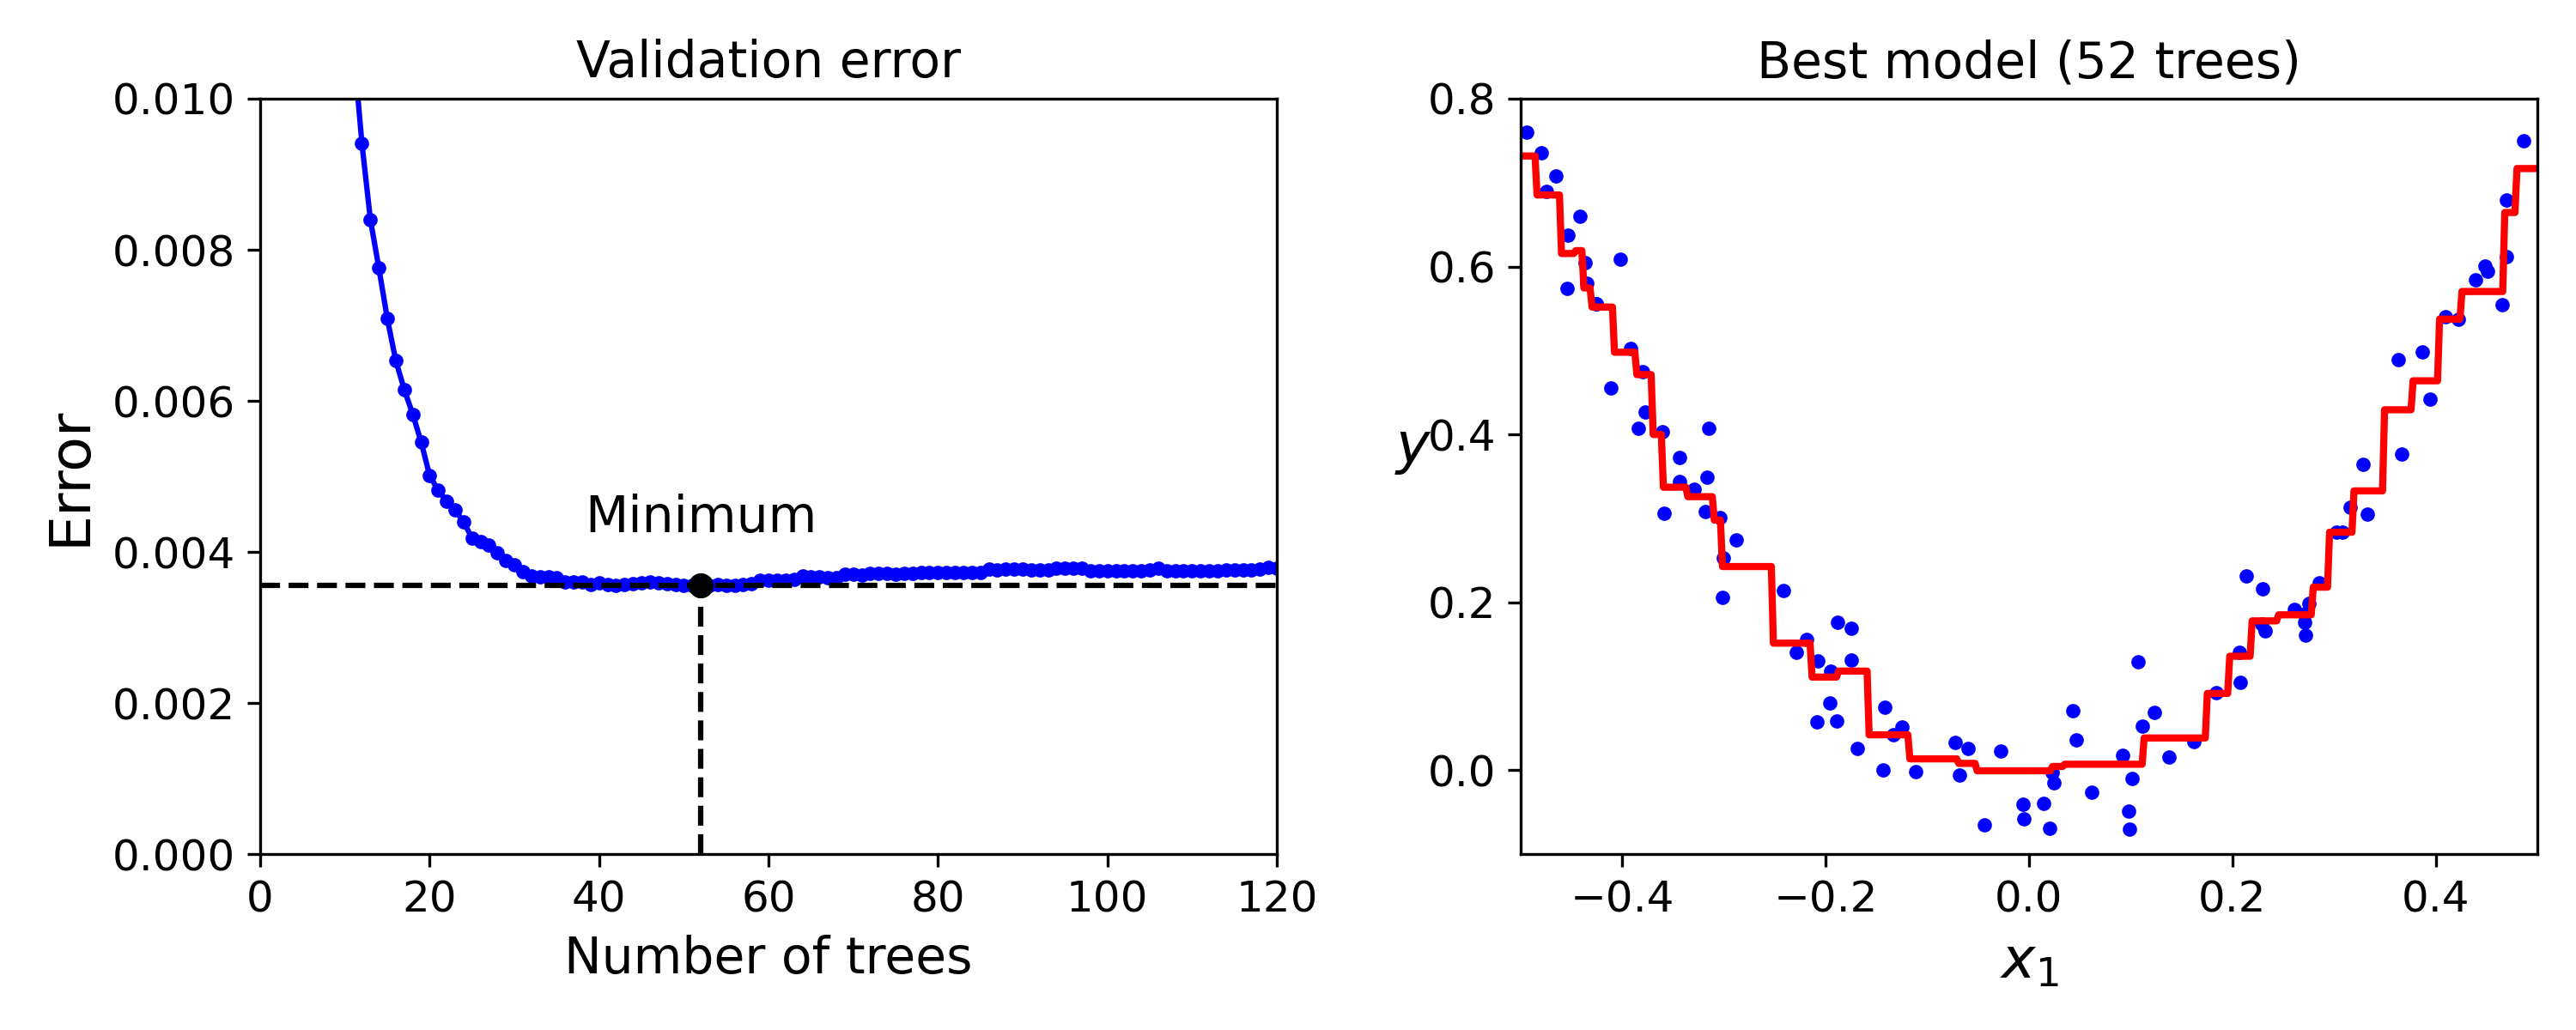 Validation error
0.010
0.008
0.006
0.004
0.002
0.000
Error
Minimum
0 20 40 60 80 100 120
Number of trees
Best model (52 trees)
0.8
0.6
y 0.4
0.2
0.0
−0.4 −0.2 0.0 0.2 0.4
x₁